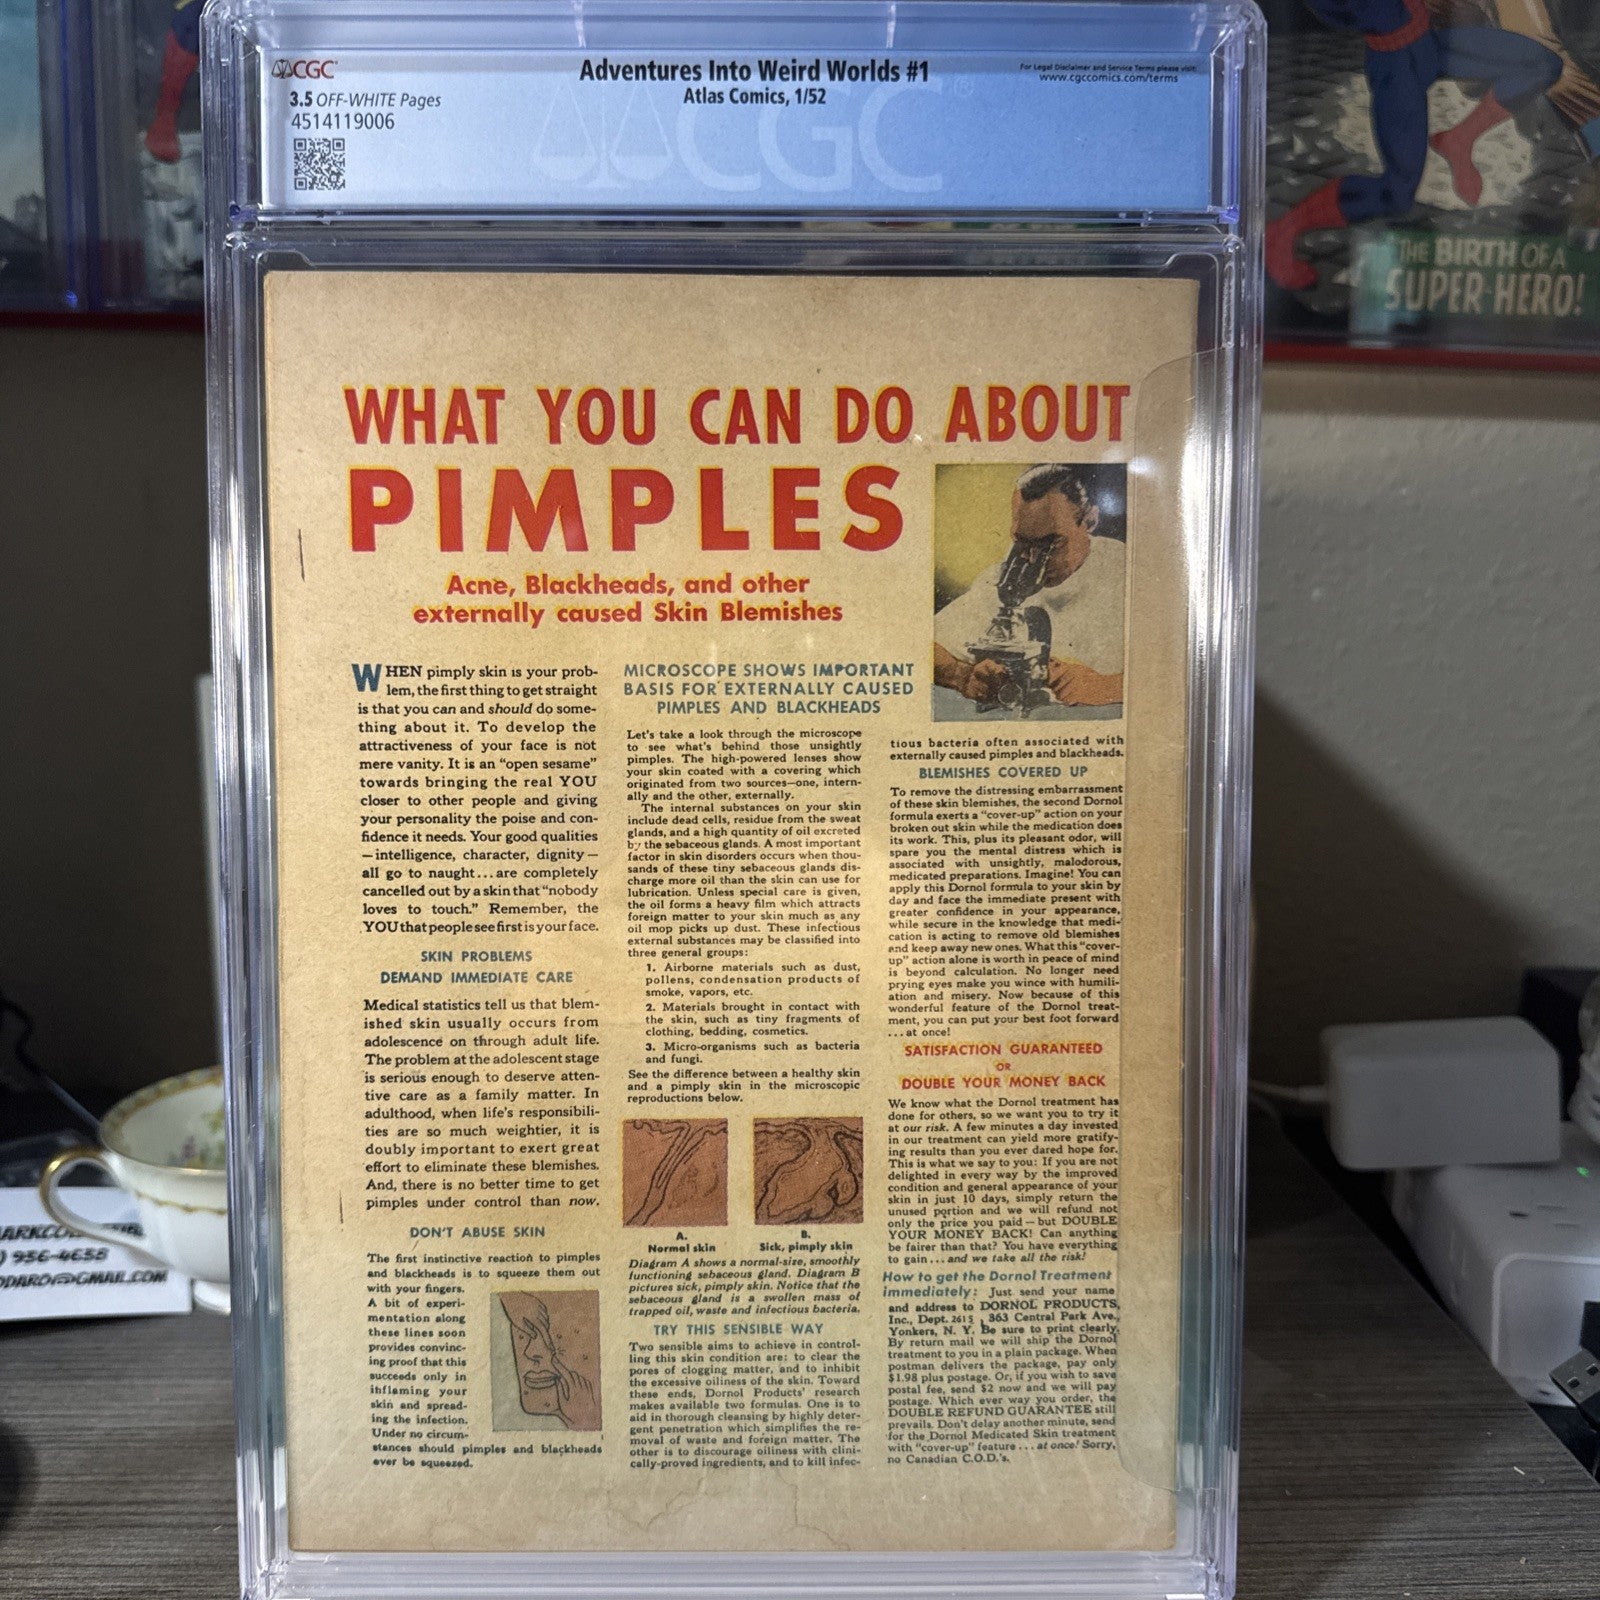 CGC
Adventures Into Weird Worlds #1
For Legal Disclaimer and Service Terms please visit:
www.cgccomics.com/terms
3.5 OFF-WHITE Pages
Atlas Comics, 1/52
4514119006
CGC
THE BIRTH OF A
SUPER-HERO!
WHAT YOU CAN DO ABOUT
PIMPLES
Acne, Blackheads, and other
externally caused Skin Blemishes
WHEN pimply skin is your prob-
lem, the first thing to get straight
is that you can and should do some-
thing about it. To develop the
attractiveness of your face is not
mere vanity. It is an "open sesame"
towards bringing the real YOU
closer to other people and giving
your personality the poise and con-
fidence it needs. Your good qualities
—intelligence, character, dignity—
all go to naught...are completely
cancelled out by a skin that "nobody
loves to touch." Remember, the
YOU that people see first is your face.
SKIN PROBLEMS
DEMAND IMMEDIATE CARE
Medical statistics tell us that blem-
ished skin usually occurs from
adolescence on through adult life.
The problem at the adolescent stage
is serious enough to deserve atten-
tive care as a family matter. In
adulthood, when life's responsibili-
ties are so much weightier, it is
doubly important to exert great
effort to eliminate these blemishes.
And, there is no better time to get
pimples under control than now.
DON'T ABUSE SKIN
The first instinctive reaction to pimples
and blackheads is to squeeze them out
with your fingers.
A bit of experi-
mentation along
these lines soon
provides convinc-
ing proof that this
succeeds only in
inflaming your
skin and spread-
ing the infection.
Under no circum-
stances should pimples and blackheads
ever be squeezed.
MICROSCOPE SHOWS IMPORTANT
BASIS FOR EXTERNALLY CAUSED
PIMPLES AND BLACKHEADS
Let's take a look through the microscope
to see what's behind those unsightly
pimples. The high-powered lenses show
your skin coated with a covering which
originated from two sources—one, intern-
ally and the other, externally.
The internal substances on your skin
include dead cells, residue from the sweat
glands, and a high quantity of oil excreted
by the sebaceous glands. A most important
factor in skin disorders occurs when thou-
sands of these tiny sebaceous glands dis-
charge more oil than the skin can use for
lubrication. Unless special care is given,
the oil forms a heavy film which attracts
foreign matter to your skin much as any
oil mop picks up dust. These infectious
external substances may be classified into
three general groups:
1. Airborne materials such as dust,
pollens, condensation products of
smoke, vapors, etc.
2. Materials brought in contact with
the skin, such as tiny fragments of
clothing, bedding, cosmetics.
3. Micro-organisms such as bacteria
and fungi.
See the difference between a healthy skin
and a pimply skin in the microscopic
reproductions below.
A.
Normal skin
B.
Sick, pimply skin
Diagram A shows a normal-size, smoothly
functioning sebaceous gland. Diagram B
pictures sick, pimply skin. Notice that the
sebaceous gland is a swollen mass of
trapped oil, waste and infectious bacteria.
TRY THIS SENSIBLE WAY
Two sensible aims to achieve in control-
ling this skin condition are: to clear the
pores of clogging matter, and to inhibit
the excessive oiliness of the skin. Toward
these ends, Dornol Products' research
makes available two formulas. One is to
aid in thorough cleansing by highly deter-
gent penetration which simplifies the re-
moval of waste and foreign matter. The
other is to discourage oiliness with clini-
cally-proved ingredients, and to kill infec-
tious bacteria often associated with
externally caused pimples and blackheads.
BLEMISHES COVERED UP
To remove the distressing embarrassment
of these skin blemishes, the second Dornol
formula exerts a "cover-up" action on your
broken out skin while the medication does
its work. This, plus its pleasant odor, will
spare you the mental distress which is
associated with unsightly, malodorous,
medicated preparations. Imagine! You can
apply this Dornol formula to your skin by
day and face the immediate present with
greater confidence in your appearance,
while secure in the knowledge that medi-
cation is acting to remove old blemishes
and keep away new ones. What this "cover-
up" action alone is worth in peace of mind
is beyond calculation. No longer need
prying eyes make you wince with humili-
ation and misery. Now because of this
wonderful feature of the Dornol treat-
ment, you can put your best foot forward
...at once!
SATISFACTION GUARANTEED
OR
DOUBLE YOUR MONEY BACK
We know what the Dornol treatment has
done for others, so we want you to try it
at our risk. A few minutes a day invested
in our treatment can yield more gratify-
ing results than you ever dared hope for.
This is what we say to you: If you are not
delighted in every way by the improved
condition and general appearance of your
skin in just 10 days, simply return the
unused portion and we will refund not
only the price you paid—but DOUBLE
YOUR MONEY BACK! Can anything
be fairer than that? You have everything
to gain...and we take all the risk!
How to get the Dornol Treatment
immediately: Just send your name
and address to DORNOL PRODUCTS,
Inc., Dept. 2615 , 363 Central Park Ave.,
Yonkers, N. Y. Be sure to print clearly.
By return mail we will ship the Dornol
treatment to you in a plain package. When
postman delivers the package, pay only
$1.98 plus postage. Or, if you wish to save
postal fee, send $2 now and we will pay
postage. Which ever way you order, the
DOUBLE REFUND GUARANTEE still
prevails. Don't delay another minute, send
for the Dornol Medicated Skin treatment
with "cover-up" feature...at once! Sorry,
no Canadian C.O.D.'s.
) 936-4638
@GMAIL.COM